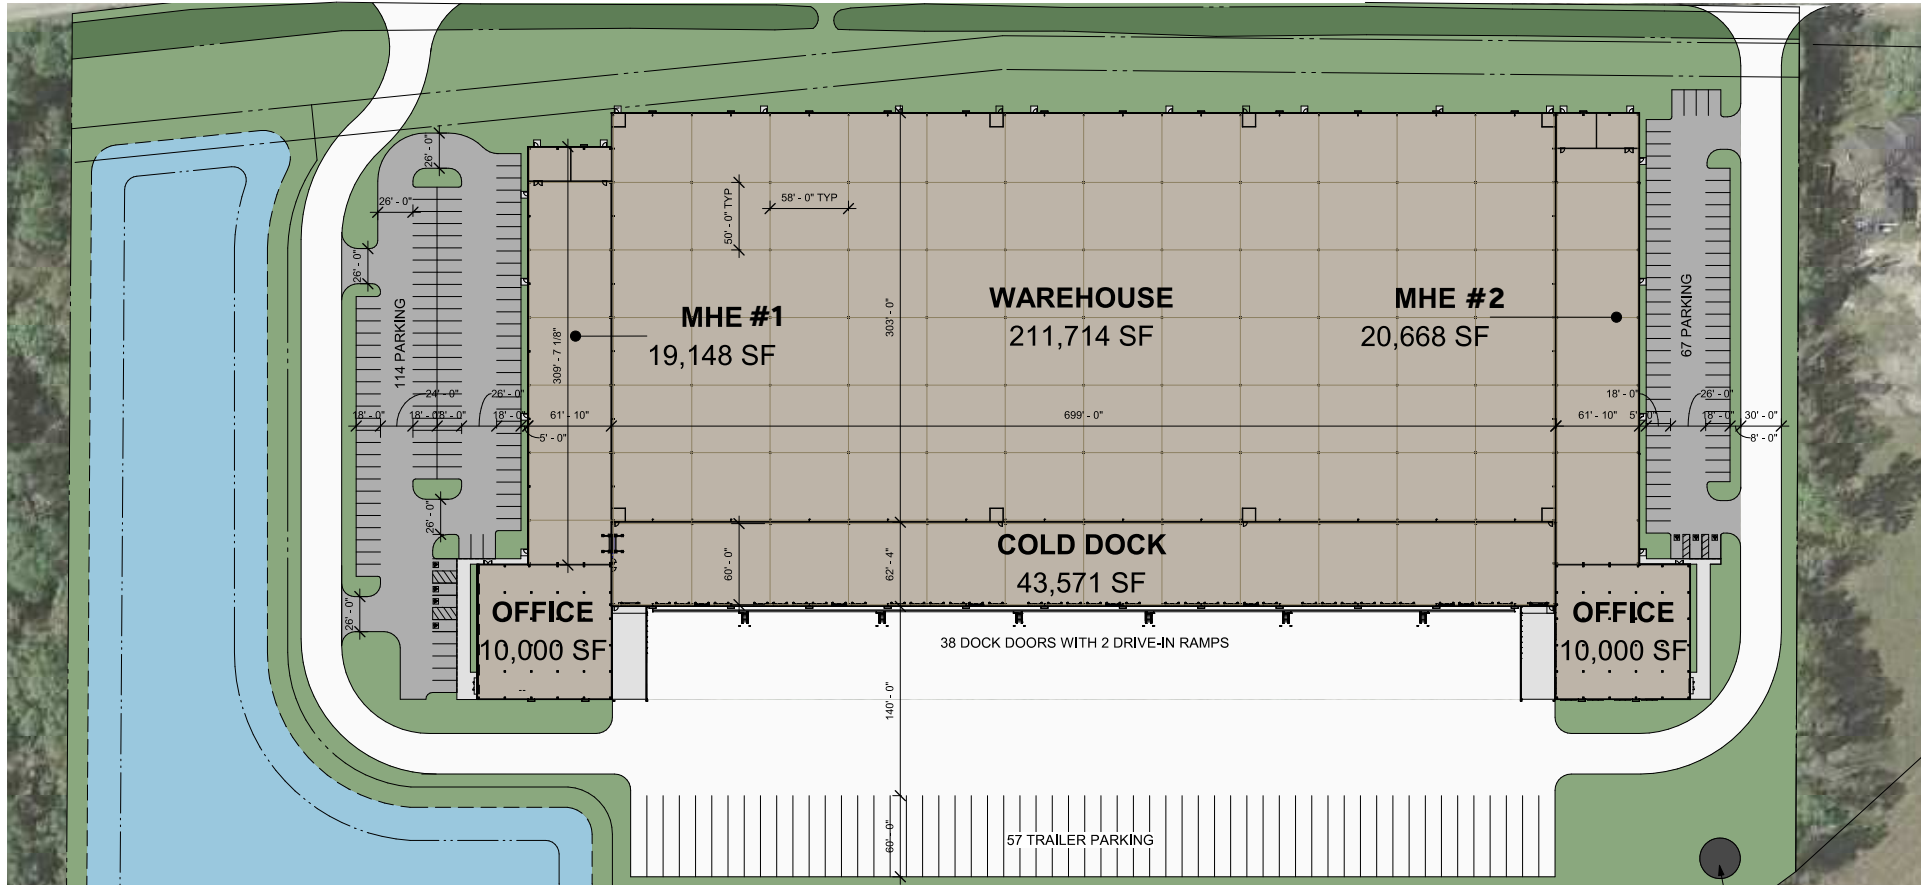 26' - 0"
26' - 0"
26' - 0"
114 PARKING
24' - 0"
26' - 0"
18' - 0"
18' - 0"
18' - 0"
18' - 0"
5' - 0"
26' - 0"
26' - 0"
309' - 7 1/8"
61' - 10"
MHE #1
19,148 SF
50' - 0" TYP
58' - 0" TYP
303' - 0"
WAREHOUSE
211,714 SF
699' - 0"
MHE #2
20,668 SF
67 PARKING
18' - 0"
26' - 0"
61' - 10"
18' - 0"
30' - 0"
8' - 0"
60' - 0"
62' - 4"
COLD DOCK
43,571 SF
OFFICE
10,000 SF
OFFICE
10,000 SF
38 DOCK DOORS WITH 2 DRIVE-IN RAMPS
140' - 0"
60' - 0"
57 TRAILER PARKING